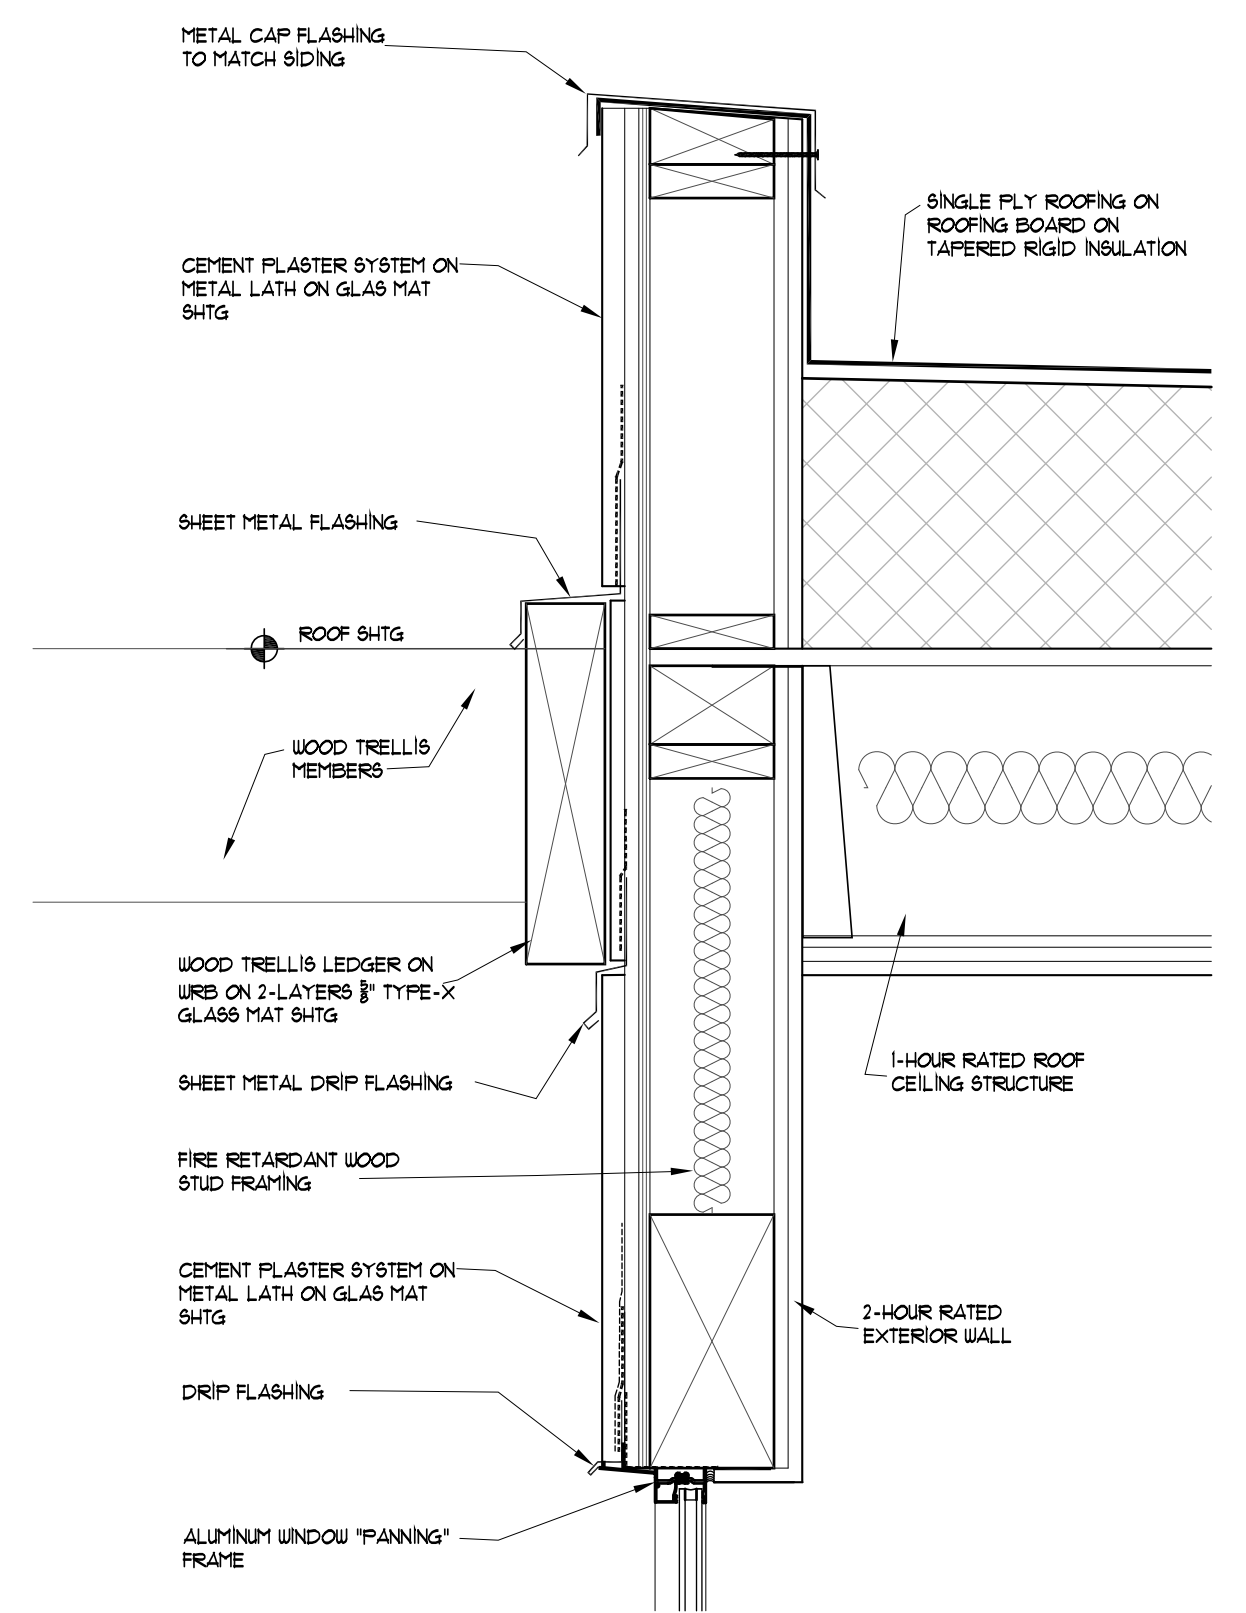 METAL CAP FLASHING
TO MATCH SIDING
SINGLE PLY ROOFING ON
ROOFING BOARD ON
TAPERED RIGID INSULATION
CEMENT PLASTER SYSTEM ON
METAL LATH ON GLAS MAT
SHTG
SHEET METAL FLASHING
ROOF SHTG
WOOD TRELLIS
MEMBERS
WOOD TRELLIS LEDGER ON
WRB ON 2-LAYERS ⅝" TYPE-X
GLASS MAT SHTG
1-HOUR RATED ROOF
CEILING STRUCTURE
SHEET METAL DRIP FLASHING
FIRE RETARDANT WOOD
STUD FRAMING
CEMENT PLASTER SYSTEM ON
METAL LATH ON GLAS MAT
SHTG
2-HOUR RATED
EXTERIOR WALL
DRIP FLASHING
ALUMINUM WINDOW "PANNING"
FRAME